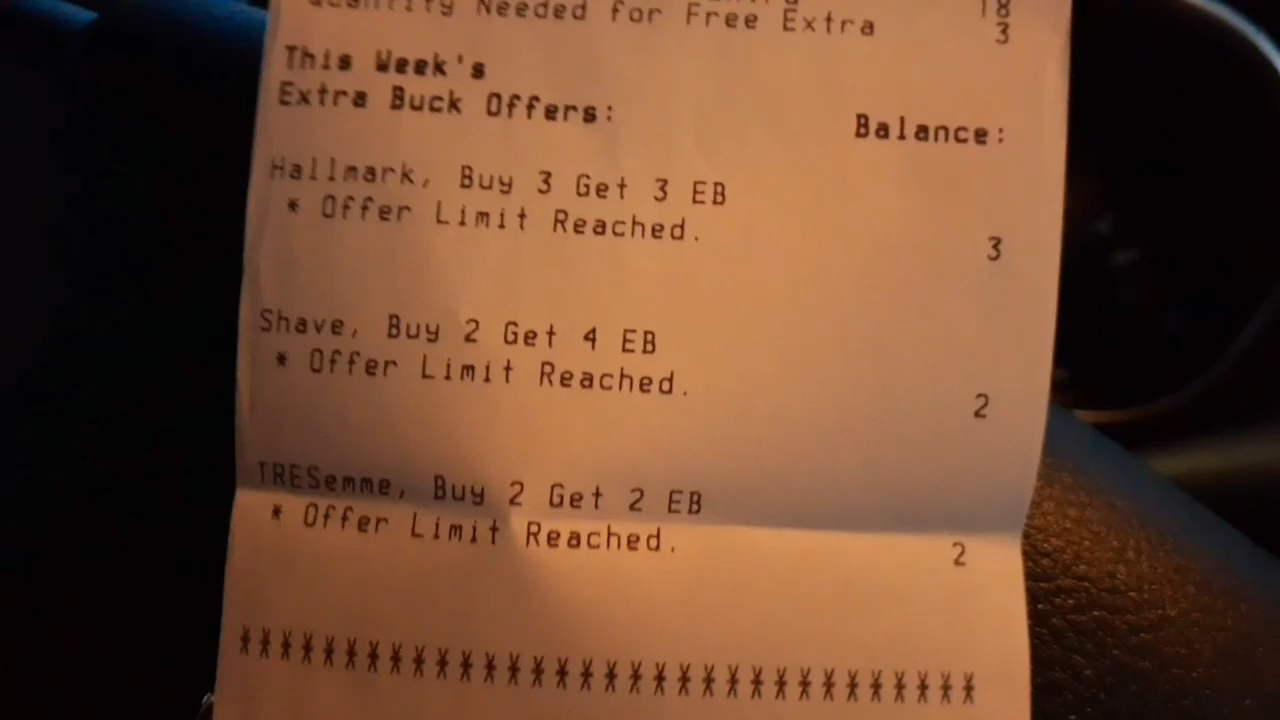 Quantity Needed for Free Extra 3
18
This Week's
Extra Buck Offers: Balance:
Hallmark, Buy 3 Get 3 EB
* Offer Limit Reached.
3
Shave, Buy 2 Get 4 EB
* Offer Limit Reached.
2
TRESemme, Buy 2 Get 2 EB
* Offer Limit Reached.
2
*******************************